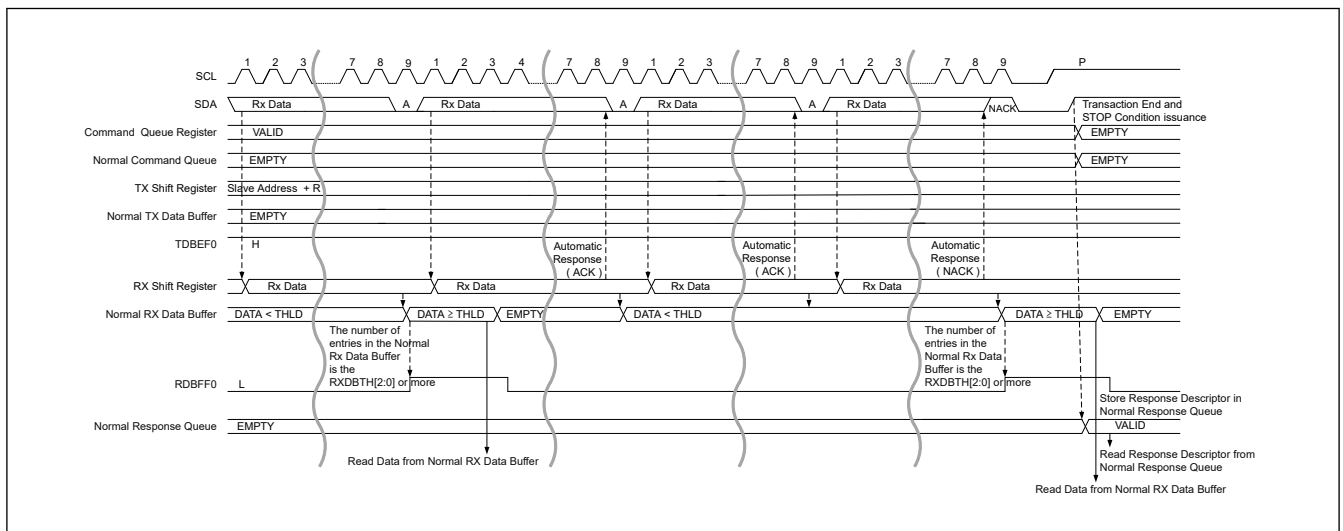 1 2 3 7 8 9 1 2 3 4 7 8 9 1 2 3 7 8 9 1 2 3 7 8 9 P
SCL
SDA Rx Data A Rx Data A Rx Data A Rx Data NACK Transaction End and
STOP Condition issuance
Command Queue Register VALID EMPTY
Normal Command Queue EMPTY EMPTY
TX Shift Register Slave Address + R
Normal TX Data Buffer EMPTY
TDBEF0 H
Automatic
Response
( ACK )
Automatic
Response
( ACK )
Automatic
Response
( NACK )
RX Shift Register Rx Data Rx Data Rx Data Rx Data
Normal RX Data Buffer DATA < THLD DATA ≥ THLD EMPTY DATA < THLD DATA ≥ THLD EMPTY
The number of
entries in the Normal
Rx Data Buffer
is the
RXDBTH[2:0] or more
The number of
entries in the
Normal Rx Data
Buffer is the
RXDBTH[2:0] or more
RDBFF0 L
Store Response Descriptor in
Normal Response Queue
Normal Response Queue EMPTY VALID
Read Data from Normal RX Data Buffer
Read Response Descriptor from
Normal Response Queue
Read Data from Normal RX Data Buffer